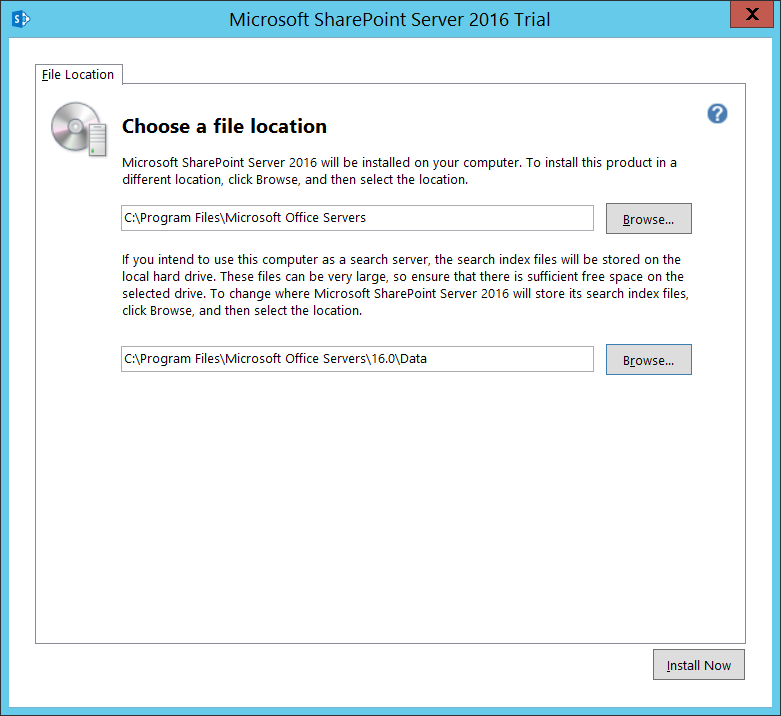 Microsoft SharePoint Server 2016 Trial
File Location
Choose a file location
Microsoft SharePoint Server 2016 will be installed on your computer. To install this product in a
different location, click Browse, and then select the location.
C:\Program Files\Microsoft Office Servers
Browse...
If you intend to use this computer as a search server, the search index files will be stored on the
local hard drive. These files can be very large, so ensure that there is sufficient free space on the
selected drive. To change where Microsoft SharePoint Server 2016 will store its search index files,
click Browse, and then select the location.
C:\Program Files\Microsoft Office Servers\16.0\Data
Browse...
Install Now